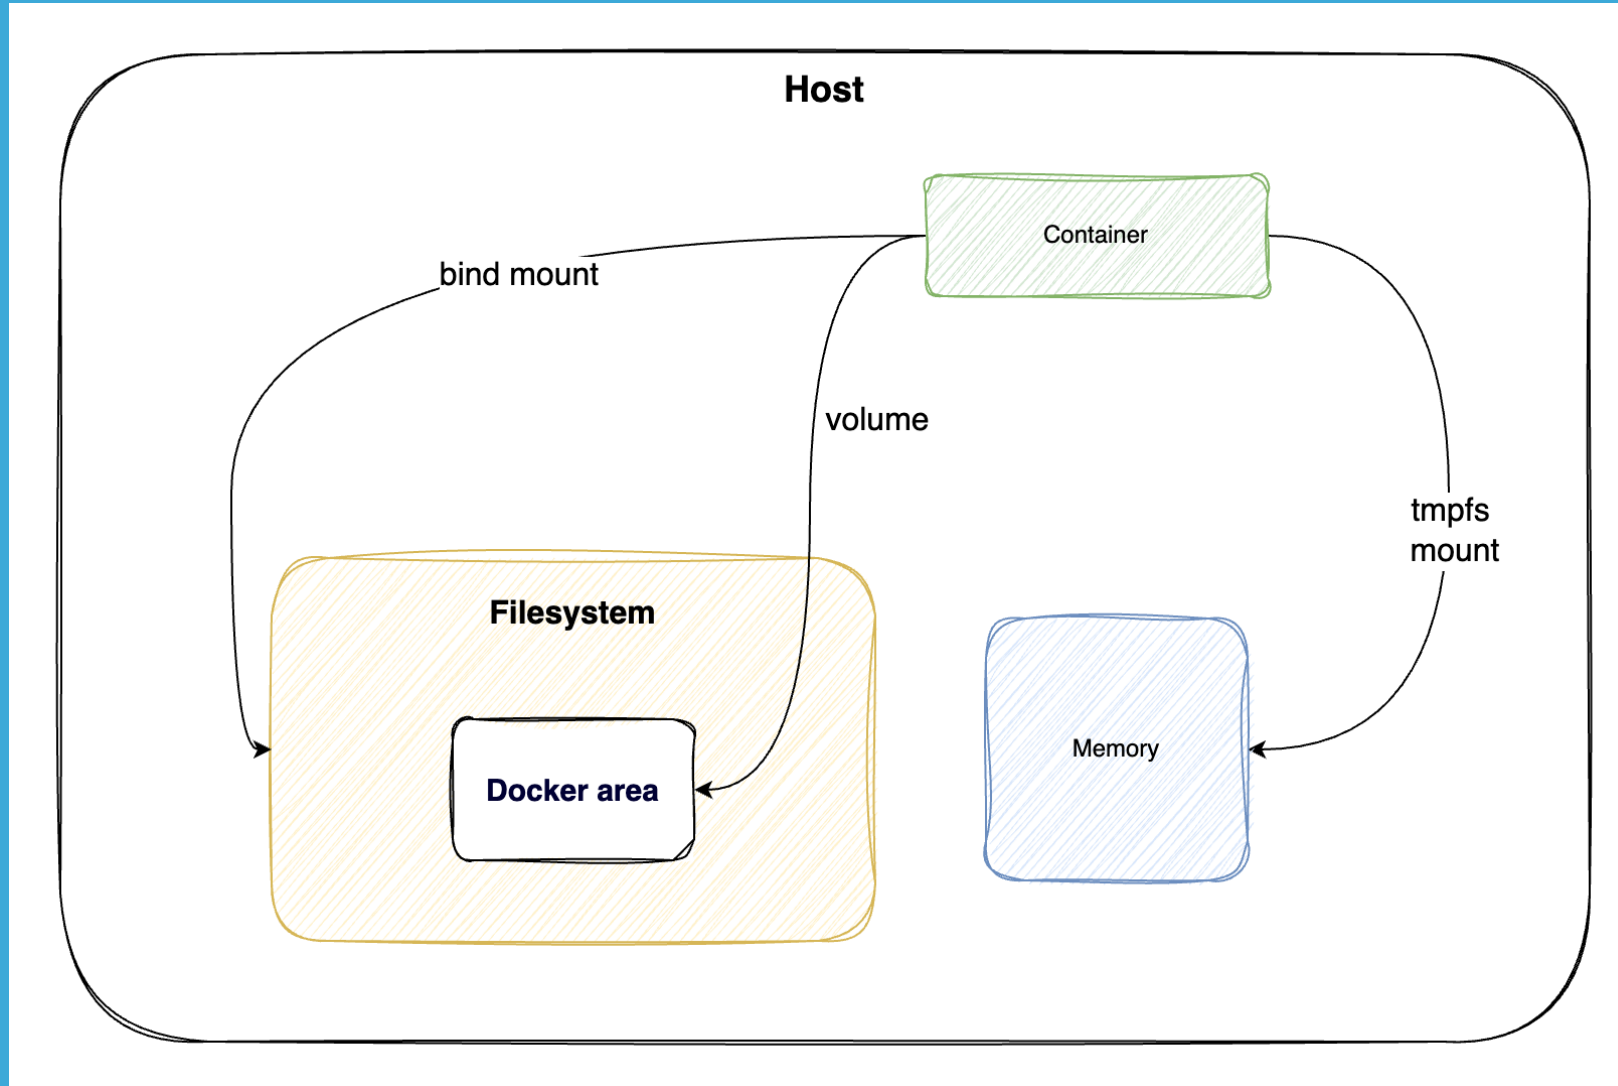 Host
Container
bind mount
volume
tmpfs
mount
Filesystem
Memory
Docker area